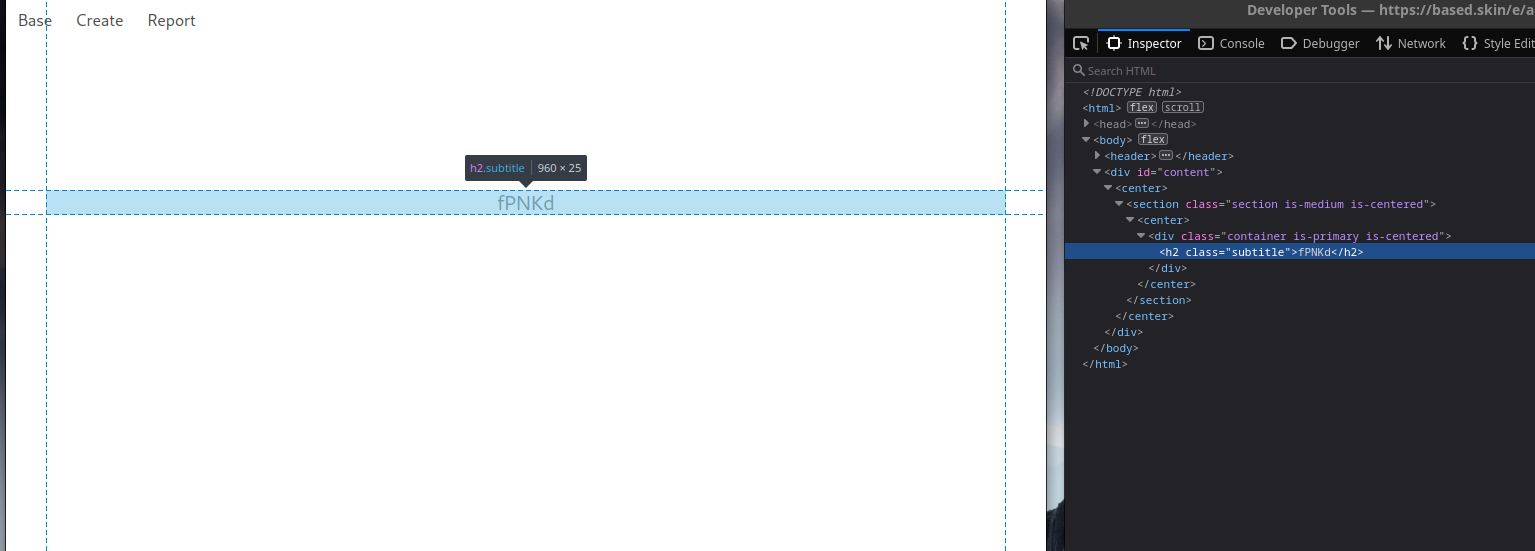 Base Create Report
h2.subtitle 960 × 25
fPNKd
Developer Tools — https://based.skin/e/a
Inspector Console Debugger Network Style Edit
Search HTML
<!DOCTYPE html>
<html> flex scroll
<head> ··· </head>
<body> flex
<header> ··· </header>
<div id="content">
<center>
<section class="section is-medium is-centered">
<center>
<div class="container is-primary is-centered">
<h2 class="subtitle">fPNKd</h2>
</div>
</center>
</section>
</center>
</div>
</body>
</html>